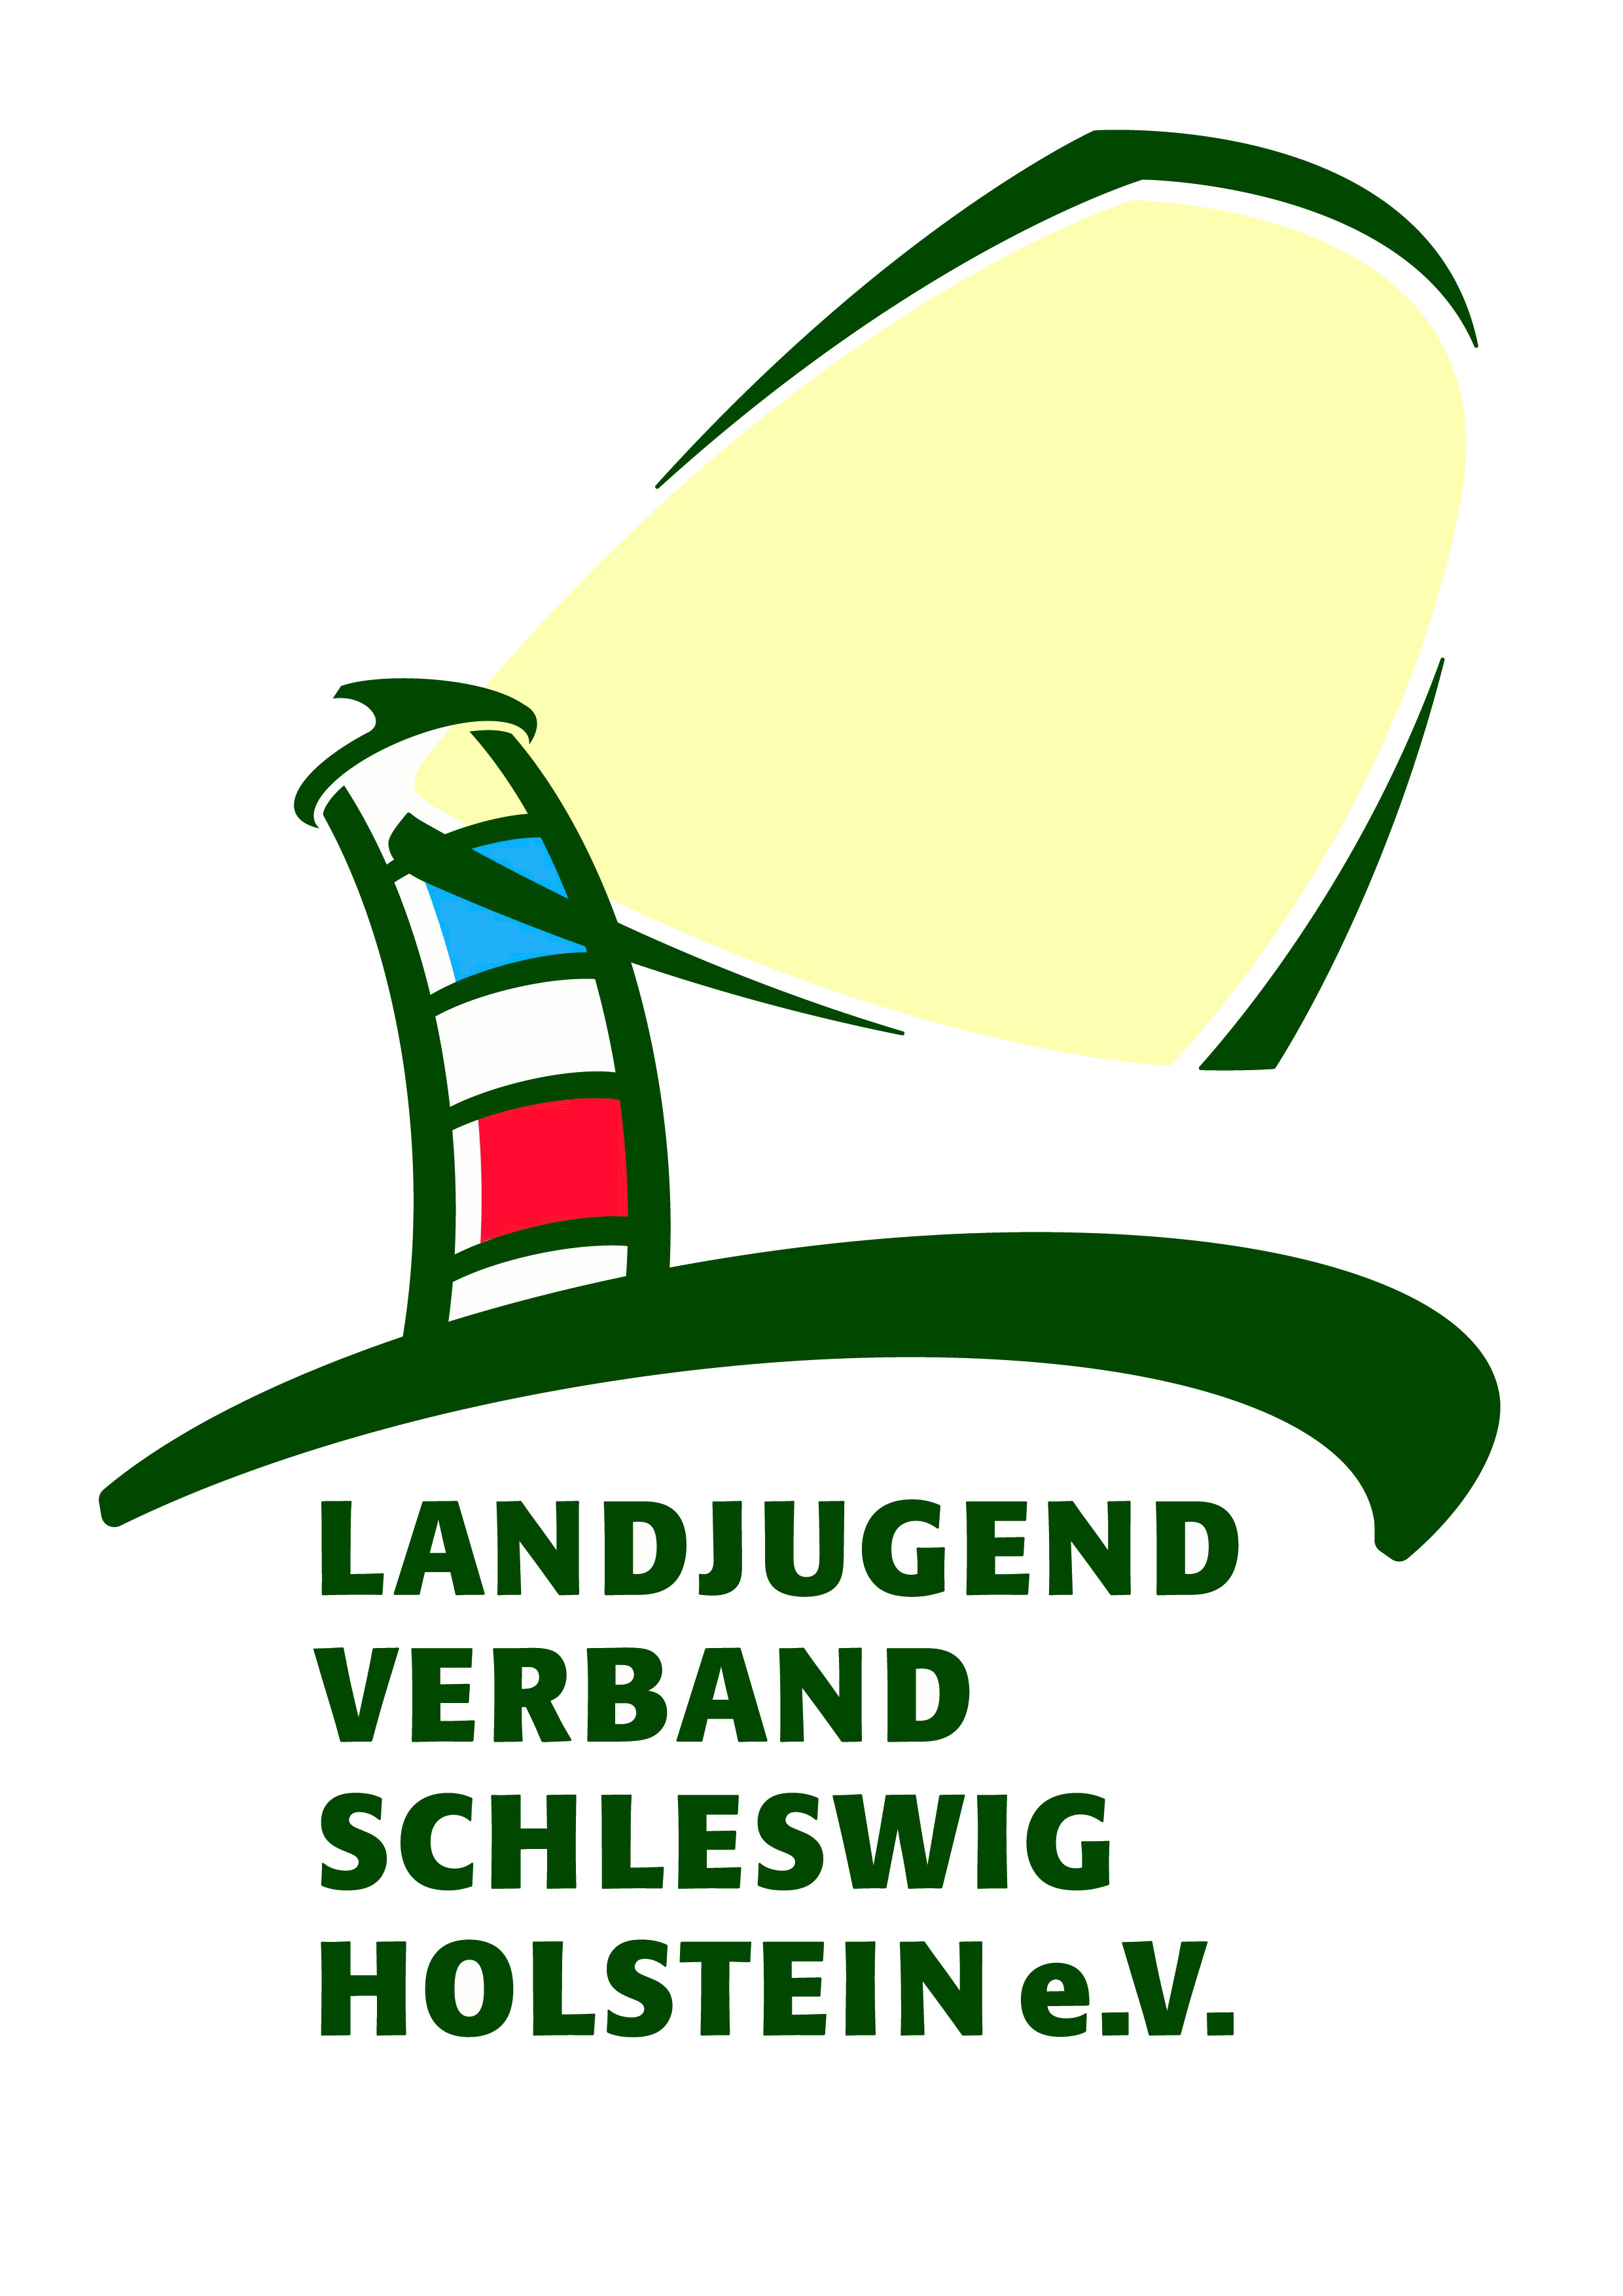 LANDJUGEND
VERBAND
SCHLESWIG
HOLSTEIN e.V.